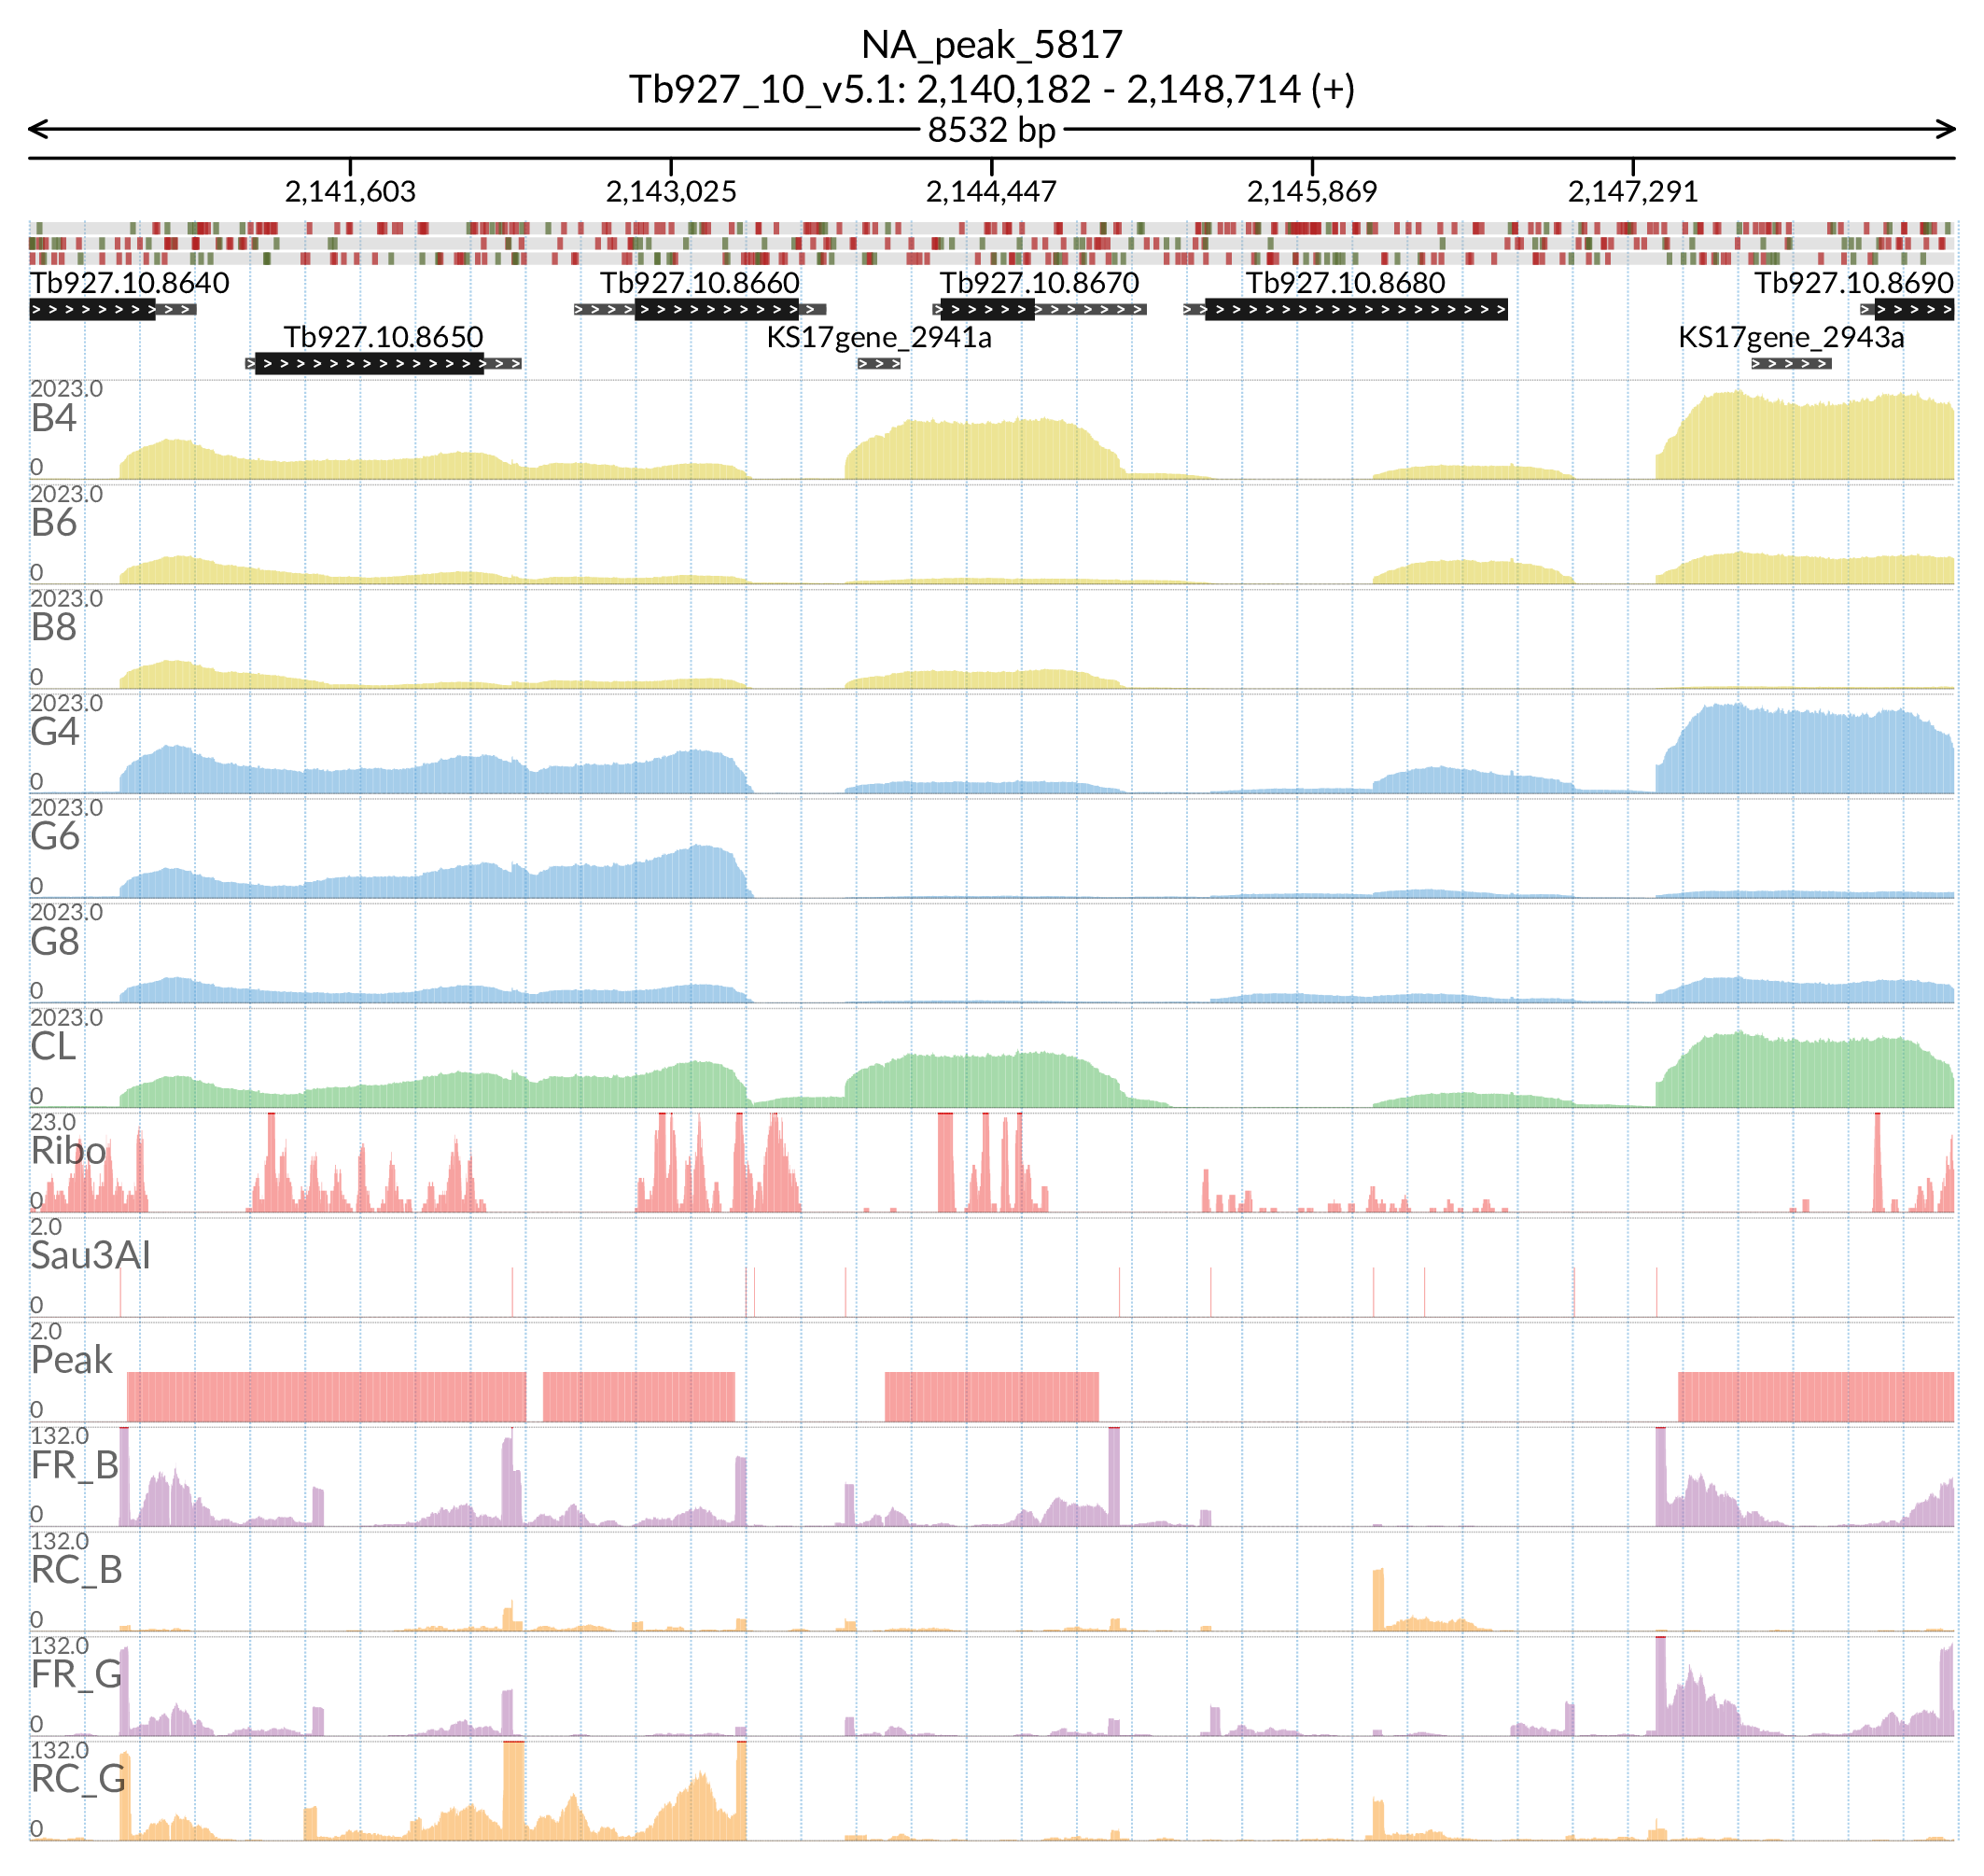 NA_peak_5817
Tb927_10_v5.1: 2,140,182 - 2,148,714 (+)
8532 bp
2,141,603 2,143,025 2,144,447 2,145,869 2,147,291
Tb927.10.8640 Tb927.10.8660 Tb927.10.8670 Tb927.10.8680 Tb927.10.8690
Tb927.10.8650 KS17gene_2941a KS17gene_2943a
2023.0
B4
0
2023.0
B6
0
2023.0
B8
0
2023.0
G4
0
2023.0
G6
0
2023.0
G8
0
2023.0
CL
0
23.0
Ribo
0
2.0
Sau3AI
0
2.0
Peak
0
132.0
FR_B
0
132.0
RC_B
0
132.0
FR_G
0
132.0
RC_G
0